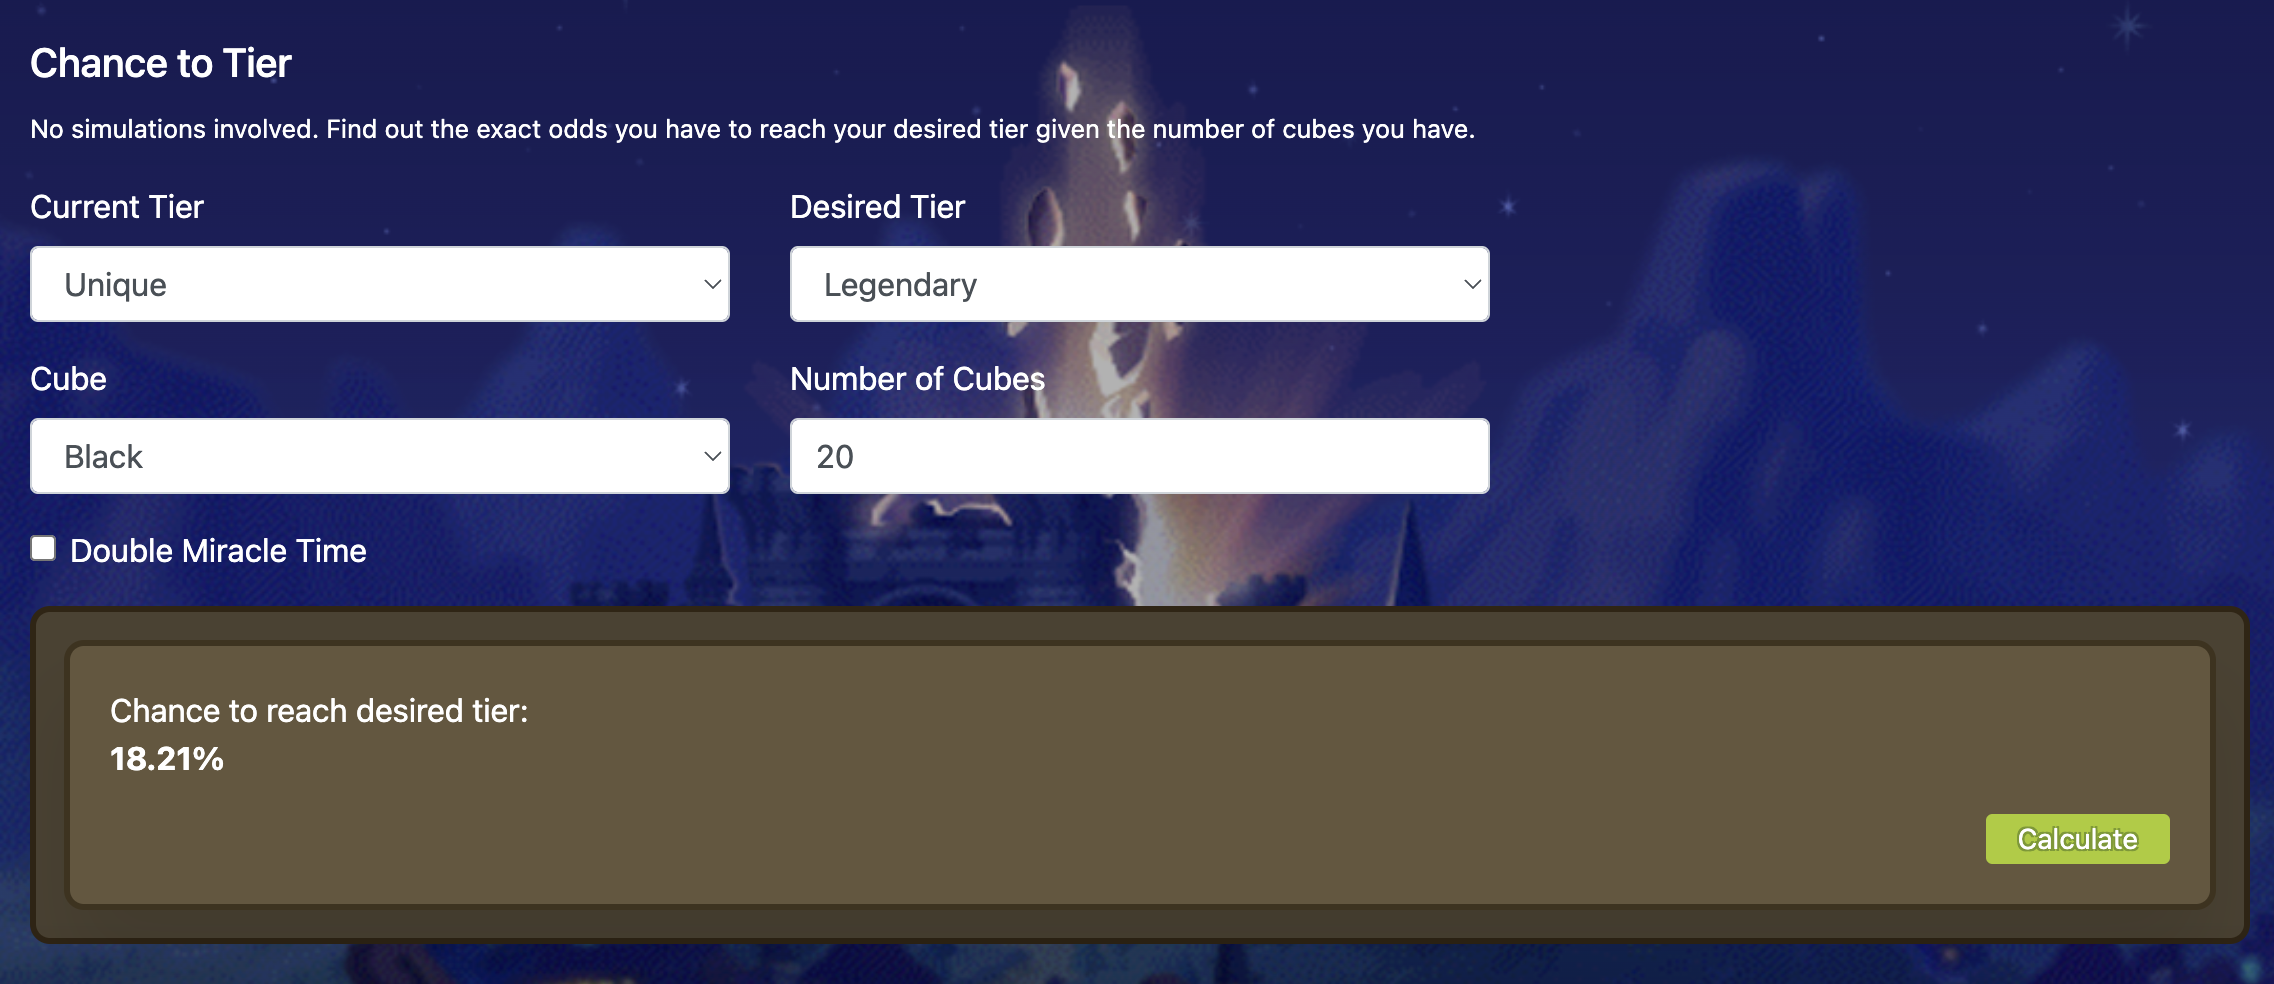 Chance to Tier
No simulations involved. Find out the exact odds you have to reach your desired tier given the number of cubes you have.
Current Tier
Desired Tier
Unique
Legendary
Cube
Number of Cubes
Black
20
Double Miracle Time
Chance to reach desired tier:
18.21%
Calculate